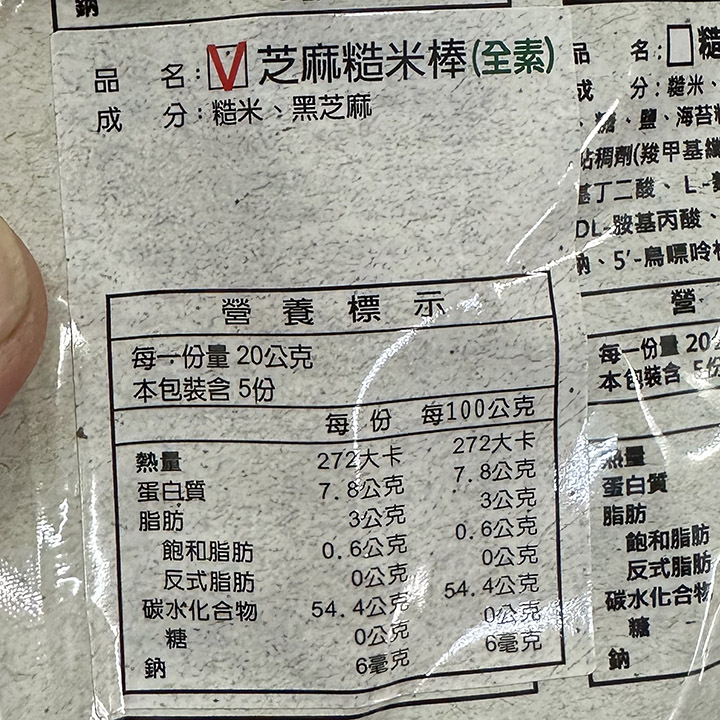 鈉
品 名:☑芝麻糙米棒(全素)
成 分:糙米、黑芝麻
營養標示
每一份量 20公克
本包裝含 5份
每 份 每100公克
熱量 272大卡 272大卡
蛋白質 7.8公克 7.8公克
脂肪 3公克 3公克
飽和脂肪 0.6公克 0.6公克
反式脂肪 0公克 0公克
碳水化合物 54.4公克 54.4公克
糖 0公克 0公克
鈉 6毫克 6毫克
品 名:☐糙
成 分:糙米、
、糖、鹽、海苔
粘稠劑(羧甲基纖
基丁二酸、L-
DL-胺基丙酸、
鈉、5'-鳥嘌呤核
營
每一份量 20公
本包裝含 5份
熱量
蛋白質
脂肪
飽和脂肪
反式脂肪
碳水化合物
糖
鈉